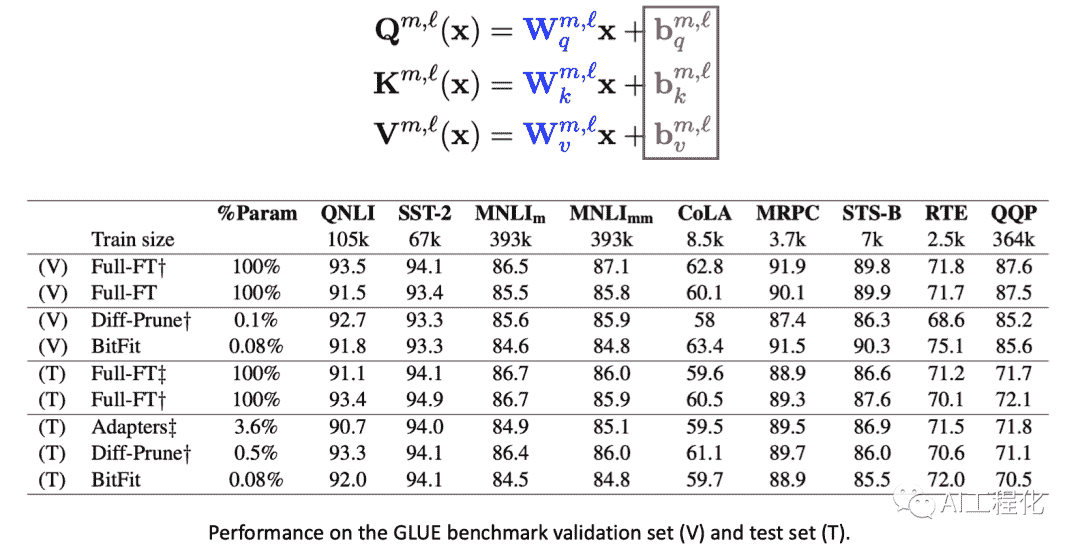 Q^{m,ℓ}(x) = W_q^{m,ℓ}x + b_q^{m,ℓ}
K^{m,ℓ}(x) = W_k^{m,ℓ}x + b_k^{m,ℓ}
V^{m,ℓ}(x) = W_v^{m,ℓ}x + b_v^{m,ℓ}
%Param QNLI SST-2 MNLI_m MNLI_mm CoLA MRPC STS-B RTE QQP
Train size 105k 67k 393k 393k 8.5k 3.7k 7k 2.5k 364k
(V) Full-FT† 100% 93.5 94.1 86.5 87.1 62.8 91.9 89.8 71.8 87.6
(V) Full-FT 100% 91.5 93.4 85.5 85.8 60.1 90.1 89.9 71.7 87.5
(V) Diff-Prune† 0.1% 92.7 93.3 85.6 85.9 58 87.4 86.3 68.6 85.2
(V) BitFit 0.08% 91.8 93.3 84.6 84.8 63.4 91.5 90.3 75.1 85.6
(T) Full-FT‡ 100% 91.1 94.1 86.7 86.0 59.6 88.9 86.6 71.2 71.7
(T) Full-FT† 100% 93.4 94.9 86.7 85.9 60.5 89.3 87.6 70.1 72.1
(T) Adapters‡ 3.6% 90.7 94.0 84.9 85.1 59.5 89.5 86.9 71.5 71.8
(T) Diff-Prune† 0.5% 93.3 94.1 86.4 86.0 61.1 89.7 86.0 70.6 71.1
(T) BitFit 0.08% 92.0 94.1 84.5 84.8 59.7 88.9 85.5 72.0 70.5
AI工程化
Performance on the GLUE benchmark validation set (V) and test set (T).